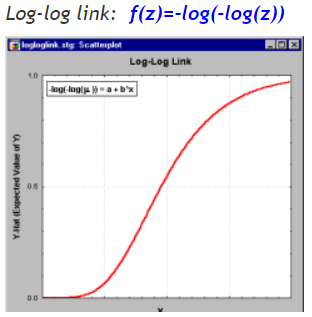 Log-log link: f(z)=-log(-log(z))
logloglink.stg: Scatterplot
Log-Log Link
-log(-log(μ )) = a + b*x
1.0
0.5
0.0
Y-Hat (Expected Value of Y)
X